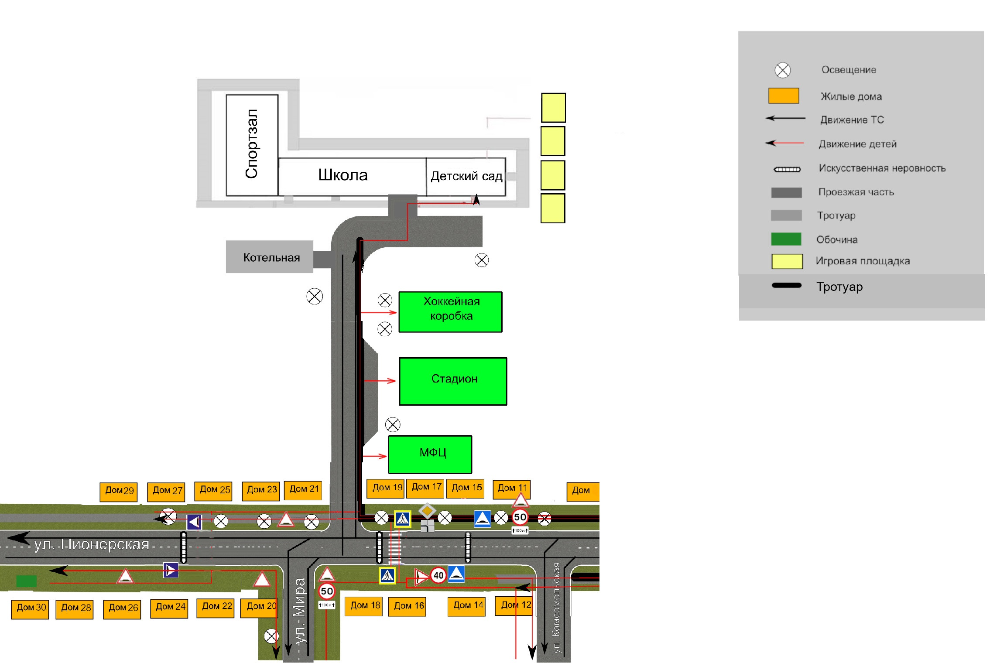 Освещение
Жилые дома
Движение ТС
Движение детей
Искусственная неровность
Проезжая часть
Тротуар
Обочина
Игровая площадка
Тротуар
Спортзал
Школа
Детский сад
Котельная
Хоккейная
коробка
Стадион
МФЦ
Дом29
Дом 27
Дом 25
Дом 23
Дом 21
Дом 19
Дом 17
Дом 15
Дом 11
Дом
50
100м
ул. Пионерская
40
50
100м
ул. Мира
ул. Комсомольская
Дом 30
Дом 28
Дом 26
Дом 24
Дом 22
Дом 20
Дом 18
Дом 16
Дом 14
Дом 12